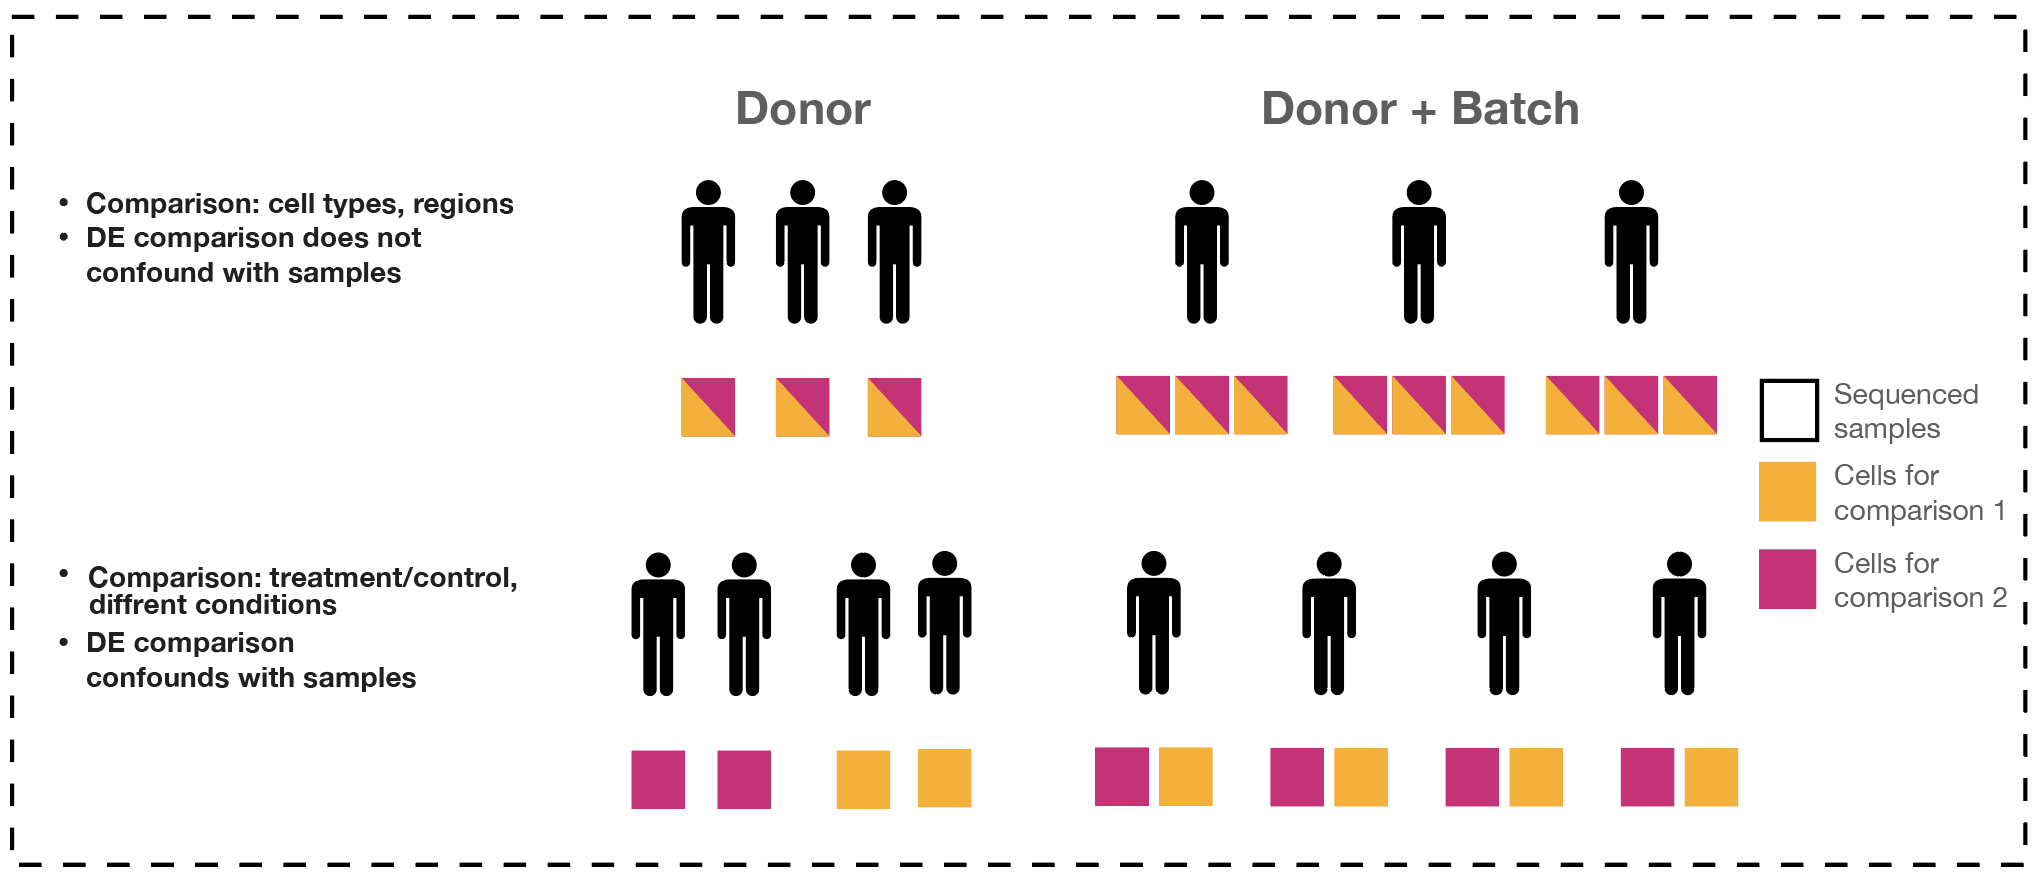 Donor
Donor + Batch
• Comparison: cell types, regions
• DE comparison does not
confound with samples
Sequenced
samples
Cells for
comparison 1
Cells for
comparison 2
• Comparison: treatment/control,
diffrent conditions
• DE comparison
confounds with samples